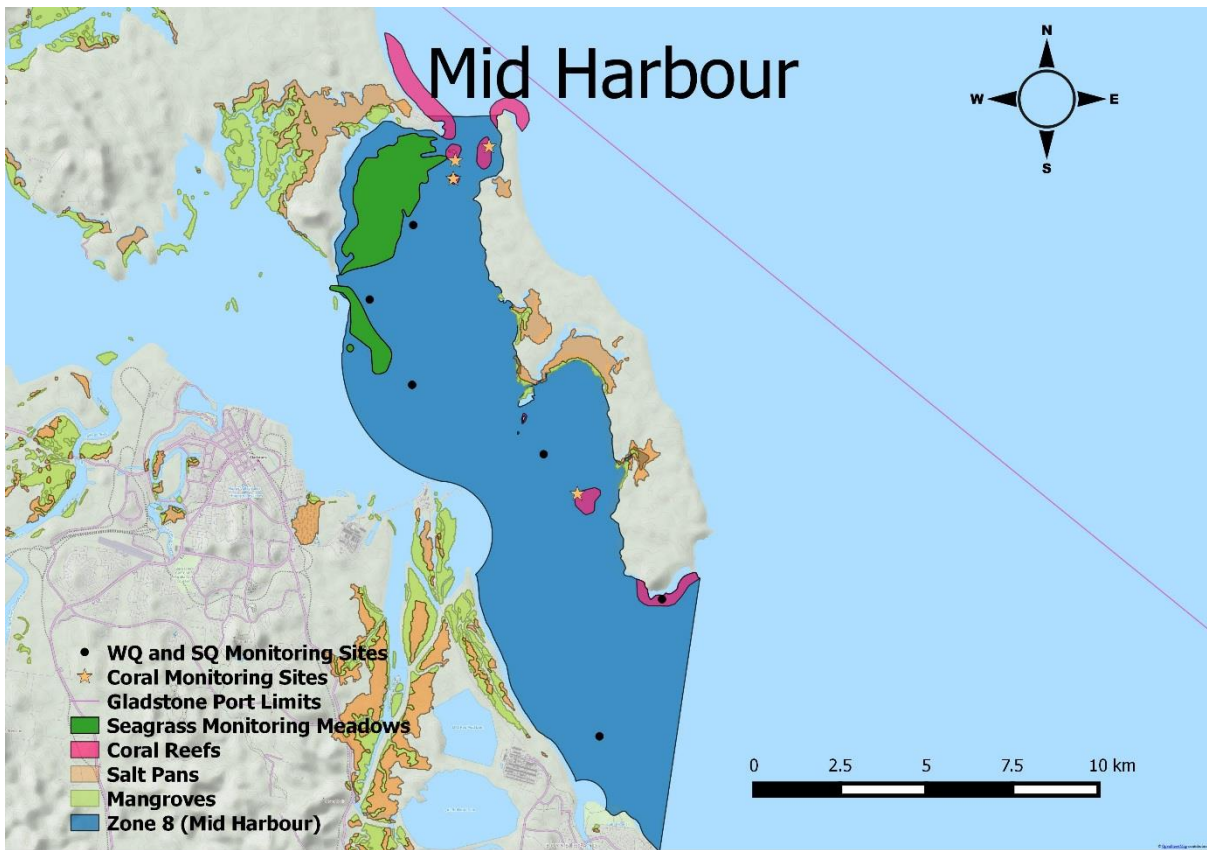 Mid Harbour
N
W
E
S
WQ and SQ Monitoring Sites
Coral Monitoring Sites
Gladstone Port Limits
Seagrass Monitoring Meadows
Coral Reefs
Salt Pans
Mangroves
Zone 8 (Mid Harbour)
0 2.5 5 7.5 10 km